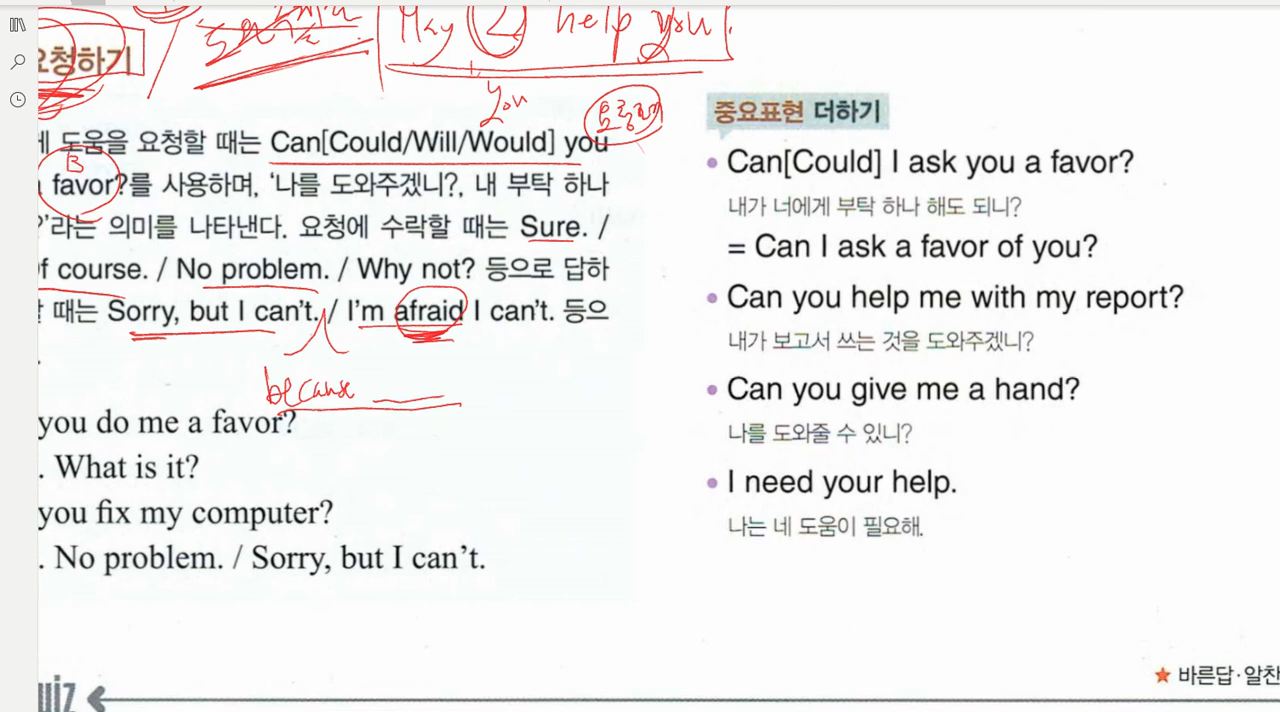 May I help you!
요청하기
you
요청문
게 도움을 요청할 때는 Can[Could/Will/Would] you
B
favor?를 사용하며, ‘나를 도와주겠니?, 내 부탁 하나
?’라는 의미를 나타낸다. 요청에 수락할 때는 Sure. /
f course. / No problem. / Why not? 등으로 답하
때는 Sorry, but I can't. / I'm afraid I can't. 등으
because
you do me a favor?
. What is it?
you fix my computer?
. No problem. / Sorry, but I can't.
중요표현 더하기
• Can[Could] I ask you a favor?
내가 너에게 부탁 하나 해도 되니?
= Can I ask a favor of you?
• Can you help me with my report?
내가 보고서 쓰는 것을 도와주겠니?
• Can you give me a hand?
나를 도와줄 수 있니?
• I need your help.
나는 네 도움이 필요해.
★ 바른답·알찬
uiz